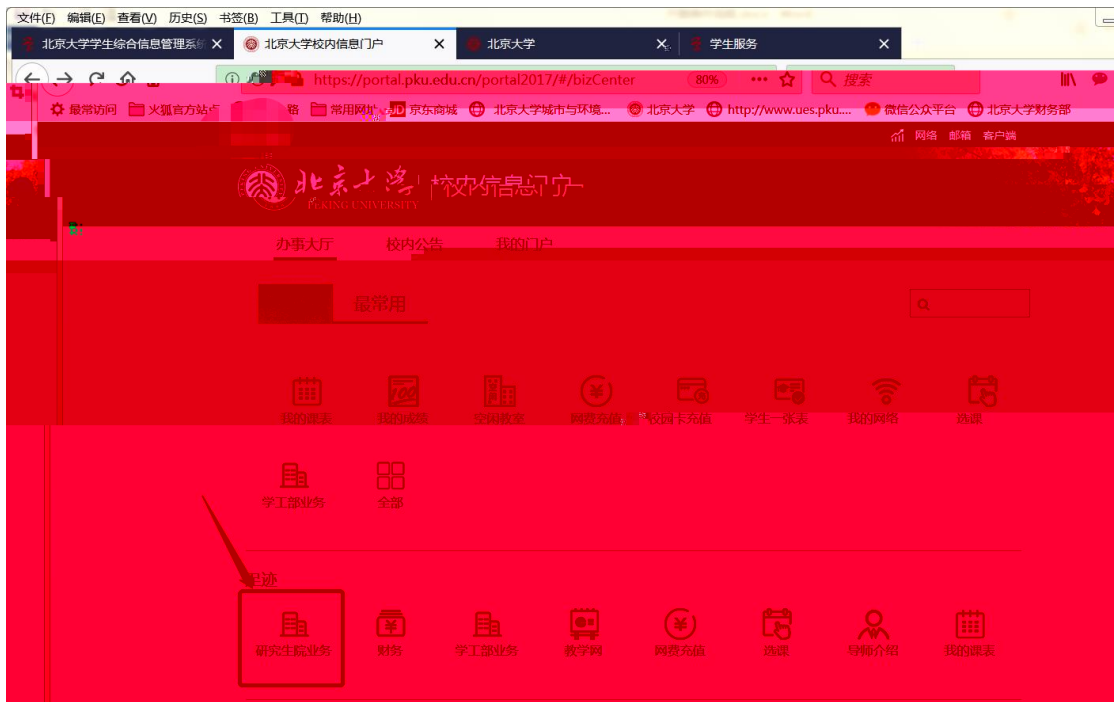 文件(F) 编辑(E) 查看(V) 历史(S) 书签(B) 工具(T) 帮助(H)
北京大学学生综合信息管理系统 北京大学校内信息门户 北京大学 学生服务
https://portal.pku.edu.cn/portal2017/#/bizCenter 80% 搜索
最常访问 火狐官方站点 常用网址 JD 京东商城 北京大学城市与环境... 北京大学 http://www.ues.pku.... 微信公众平台 北京大学财务部
网络 邮箱 客户端
北京大学 校内信息门户
PEKING UNIVERSITY
办事大厅 校内公告 我的门户
最常用
我的课表 我的成绩 空闲教室 网费充值 校园卡充值 学生一张表 我的网络 选课
学工部业务 全部
足迹
研究生院业务 财务 学工部业务 教学网 网费充值 选课 导师介绍 我的课表